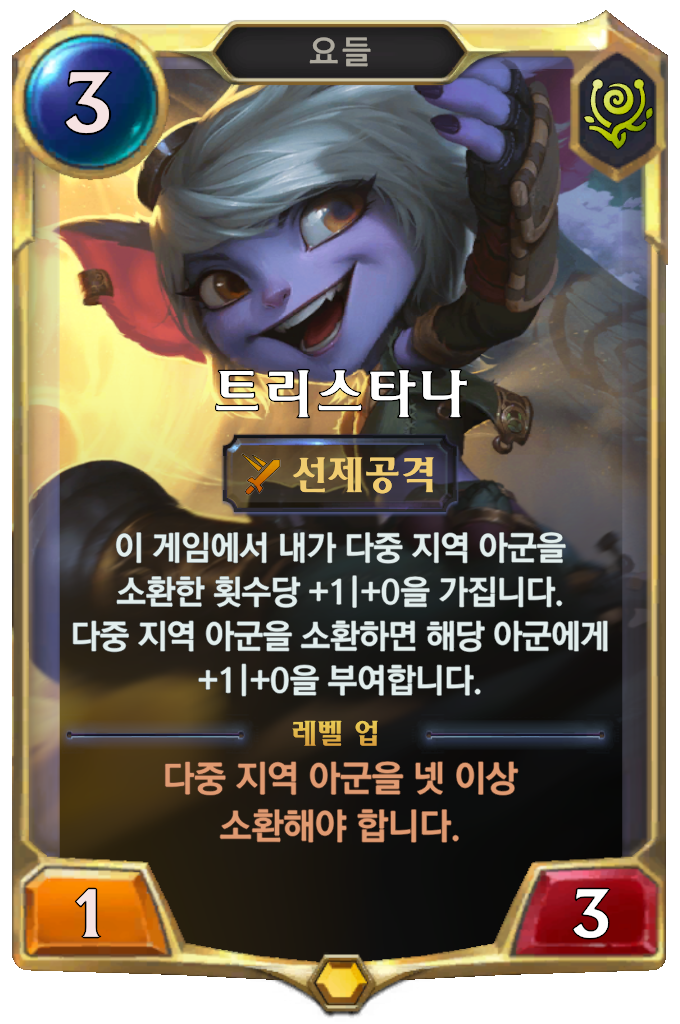 3
요들
트리스타나
선제공격
이 게임에서 내가 다중 지역 아군을
소환한 횟수당 +1|+0을 가집니다.
다중 지역 아군을 소환하면 해당 아군에게
+1|+0을 부여합니다.
레벨 업
다중 지역 아군을 넷 이상
소환해야 합니다.
1
3